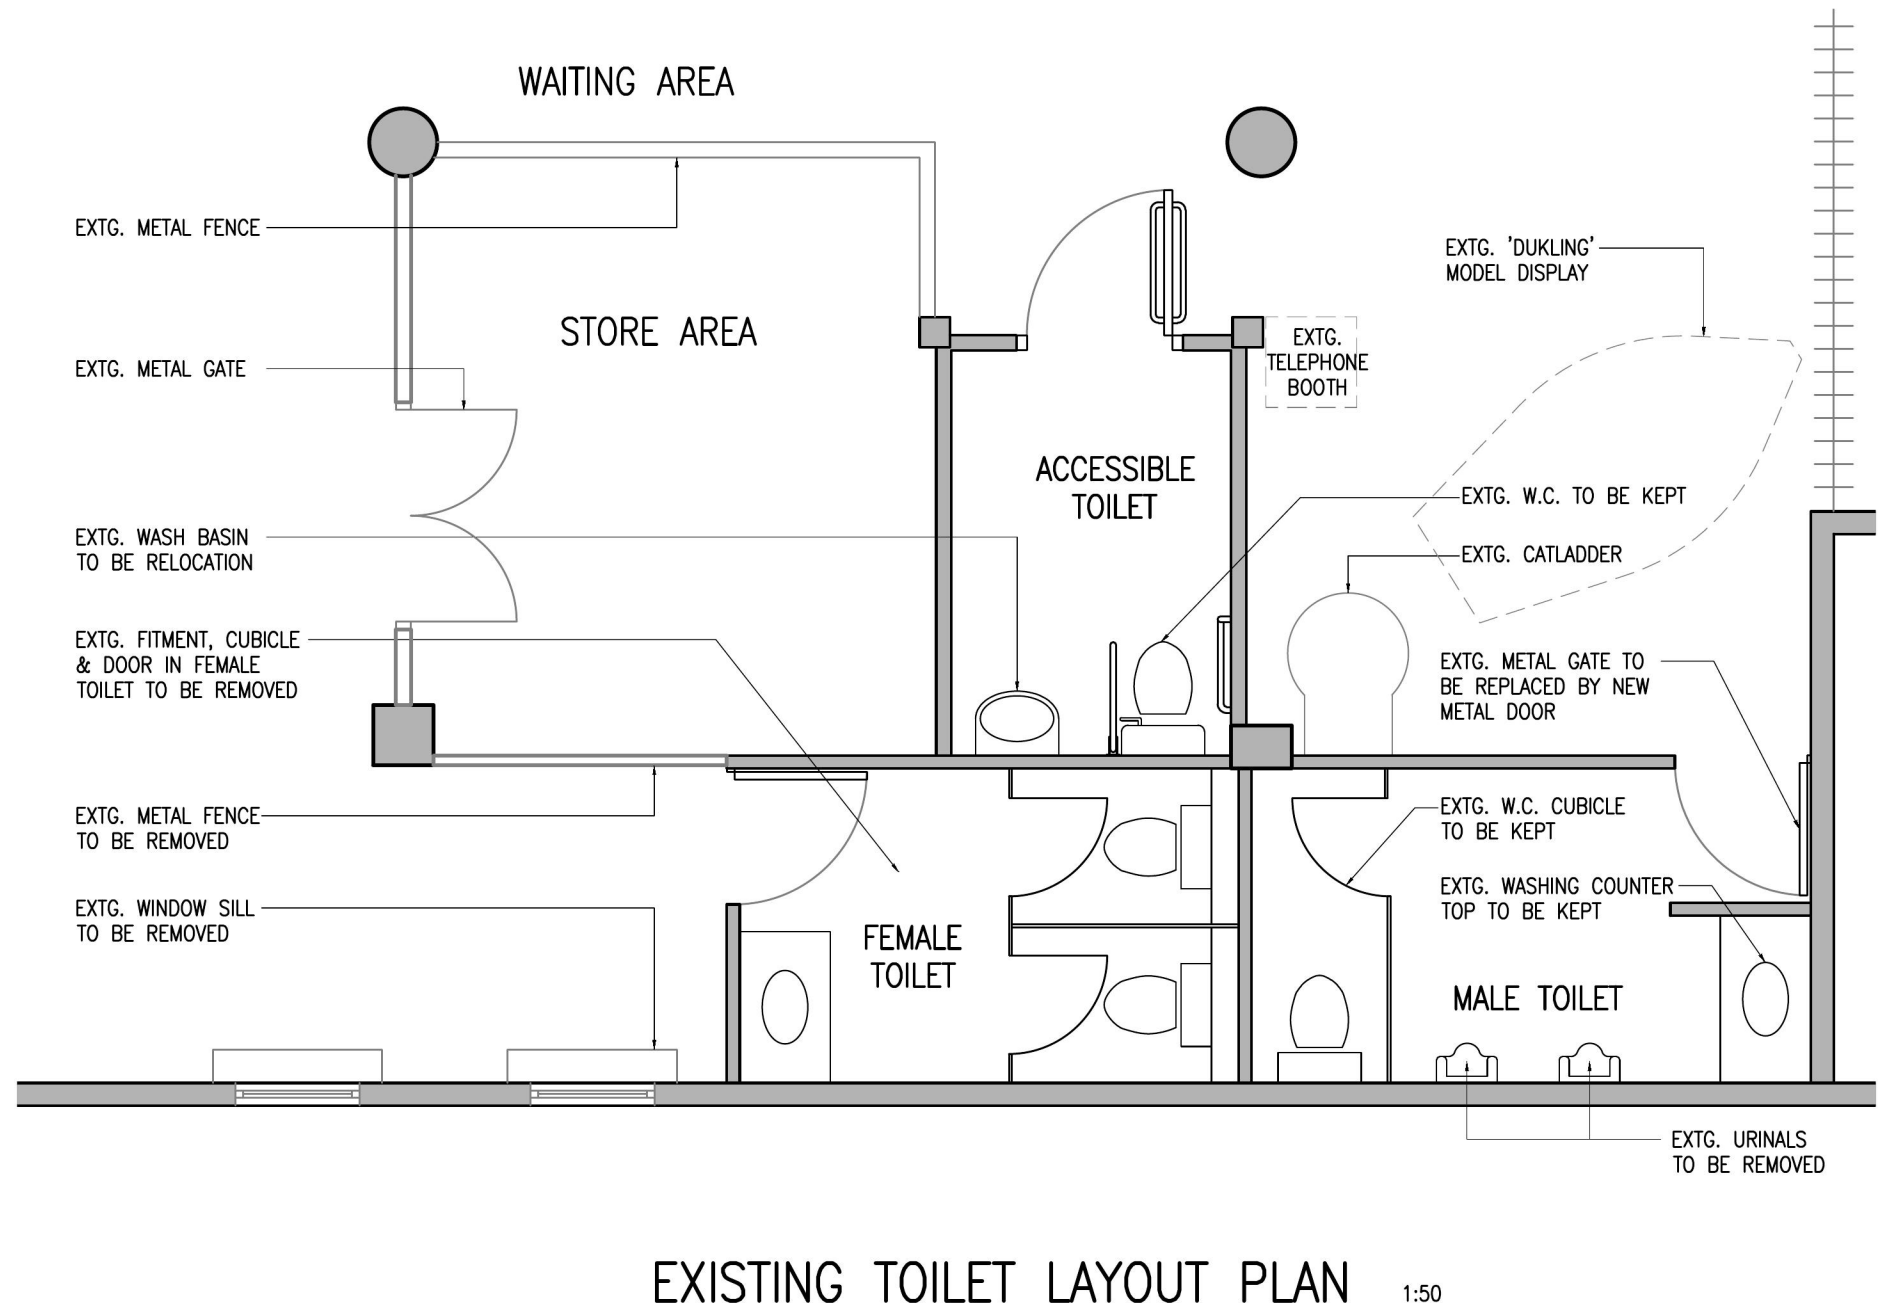 WAITING AREA
EXTG. METAL FENCE
EXTG. 'DUKLING'
MODEL DISPLAY
STORE AREA
EXTG.
TELEPHONE
BOOTH
EXTG. METAL GATE
ACCESSIBLE
TOILET
EXTG. W.C. TO BE KEPT
EXTG. WASH BASIN
TO BE RELOCATION
EXTG. CATLADDER
EXTG. FITMENT, CUBICLE
& DOOR IN FEMALE
TOILET TO BE REMOVED
EXTG. METAL GATE TO
BE REPLACED BY NEW
METAL DOOR
EXTG. METAL FENCE
TO BE REMOVED
EXTG. W.C. CUBICLE
TO BE KEPT
EXTG. WASHING COUNTER
TOP TO BE KEPT
EXTG. WINDOW SILL
TO BE REMOVED
FEMALE
TOILET
MALE TOILET
EXTG. URINALS
TO BE REMOVED
EXISTING TOILET LAYOUT PLAN 1:50